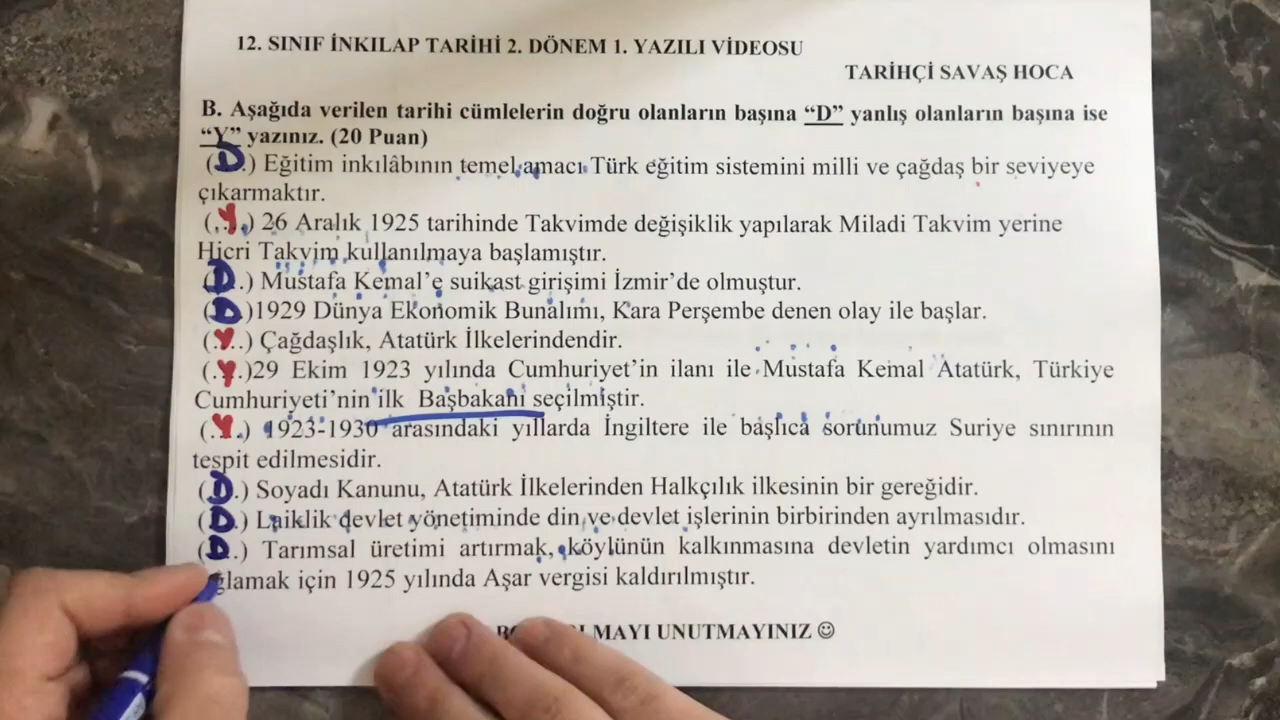 12. SINIF İNKILAP TARİHİ 2. DÖNEM 1. YAZILI VİDEOSU
TARİHÇİ SAVAŞ HOCA
B. Aşağıda verilen tarihi cümlelerin doğru olanların başına “D” yanlış olanların başına ise
“Y” yazınız. (20 Puan)
(D.) Eğitim inkılâbının temel amacı Türk eğitim sistemini milli ve çağdaş bir seviyeye
çıkarmaktır.
(.Y.) 26 Aralık 1925 tarihinde Takvimde değişiklik yapılarak Miladi Takvim yerine
Hicri Takvim kullanılmaya başlamıştır.
(D.) Mustafa Kemal’e suikast girişimi İzmir’de olmuştur.
(D.)1929 Dünya Ekonomik Bunalımı, Kara Perşembe denen olay ile başlar.
(.Y.) Çağdaşlık, Atatürk İlkelerindendir.
(.Y.)29 Ekim 1923 yılında Cumhuriyet’in ilanı ile Mustafa Kemal Atatürk, Türkiye
Cumhuriyeti’nin ilk Başbakanı seçilmiştir.
(.Y.) 1923-1930 arasındaki yıllarda İngiltere ile başlıca sorunumuz Suriye sınırının
tespit edilmesidir.
(D.) Soyadı Kanunu, Atatürk İlkelerinden Halkçılık ilkesinin bir gereğidir.
(D.) Laiklik devlet yönetiminde din ve devlet işlerinin birbirinden ayrılmasıdır.
(D.) Tarımsal üretimi artırmak, köylünün kalkınmasına devletin yardımcı olmasını
için 1925 yılında Aşar vergisi kaldırılmıştır.
UNUTMAYINIZ ☺